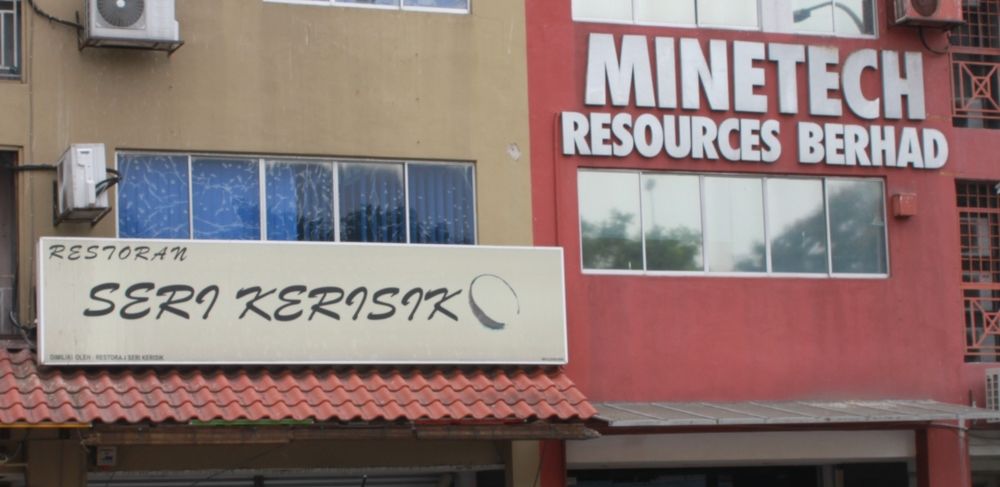 RESTORAN
SERI KERISIK
DIMILIKI OLEH : RESTORAN SERI KERISIK
MINETECH
RESOURCES BERHAD